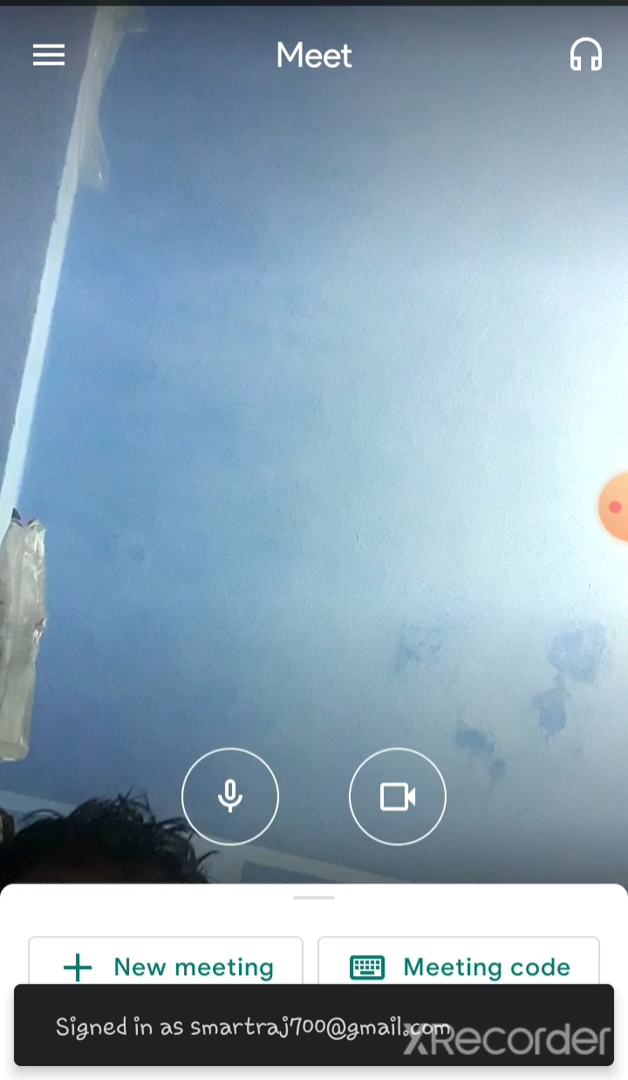 Meet
New meeting
Meeting code
Signed in as smartraj700@gmail.com
XRecorder